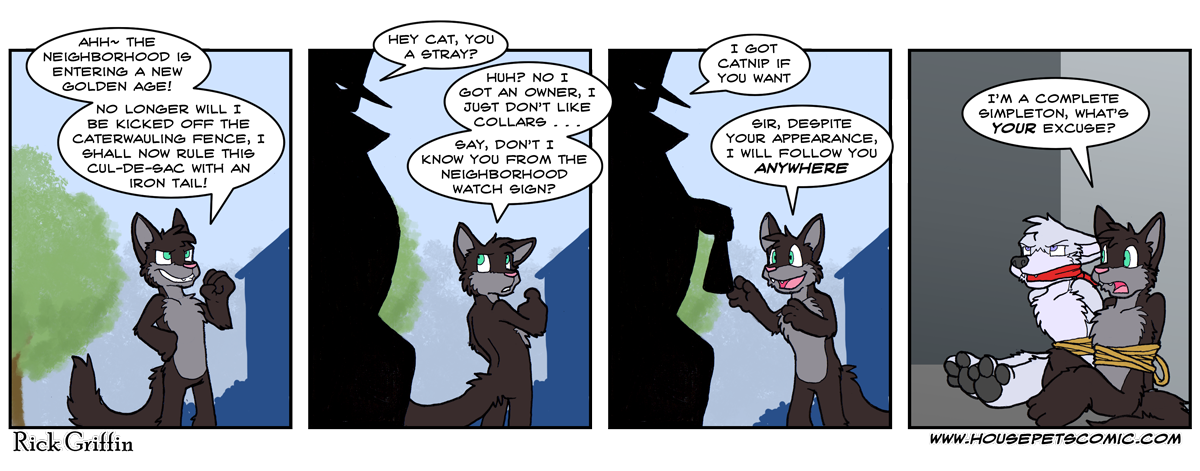 AHH~ THE
NEIGHBORHOOD IS
ENTERING A NEW
GOLDEN AGE!
NO LONGER WILL I
BE KICKED OFF THE
CATERWAULING FENCE, I
SHALL NOW RULE THIS
CUL-DE-SAC WITH AN
IRON TAIL!
HEY CAT, YOU
A STRAY?
HUH? NO I
GOT AN OWNER, I
JUST DON'T LIKE
COLLARS . . .
SAY, DON'T I
KNOW YOU FROM THE
NEIGHBORHOOD
WATCH SIGN?
I GOT
CATNIP IF
YOU WANT
SIR, DESPITE
YOUR APPEARANCE,
I WILL FOLLOW YOU
ANYWHERE
I'M A COMPLETE
SIMPLETON, WHAT'S
YOUR EXCUSE?
Rick Griffin
WWW.HOUSEPETSCOMIC.COM